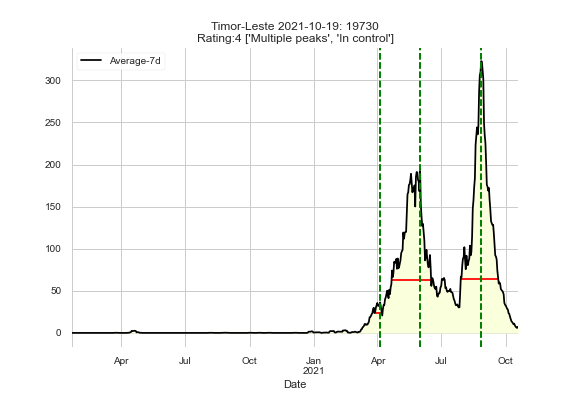 Timor-Leste 2021-10-19: 19730
Rating:4 ['Multiple peaks', 'In control']
Average-7d
300
250
200
150
100
50
0
Apr Jul Oct Jan Apr Jul Oct
2021
Date